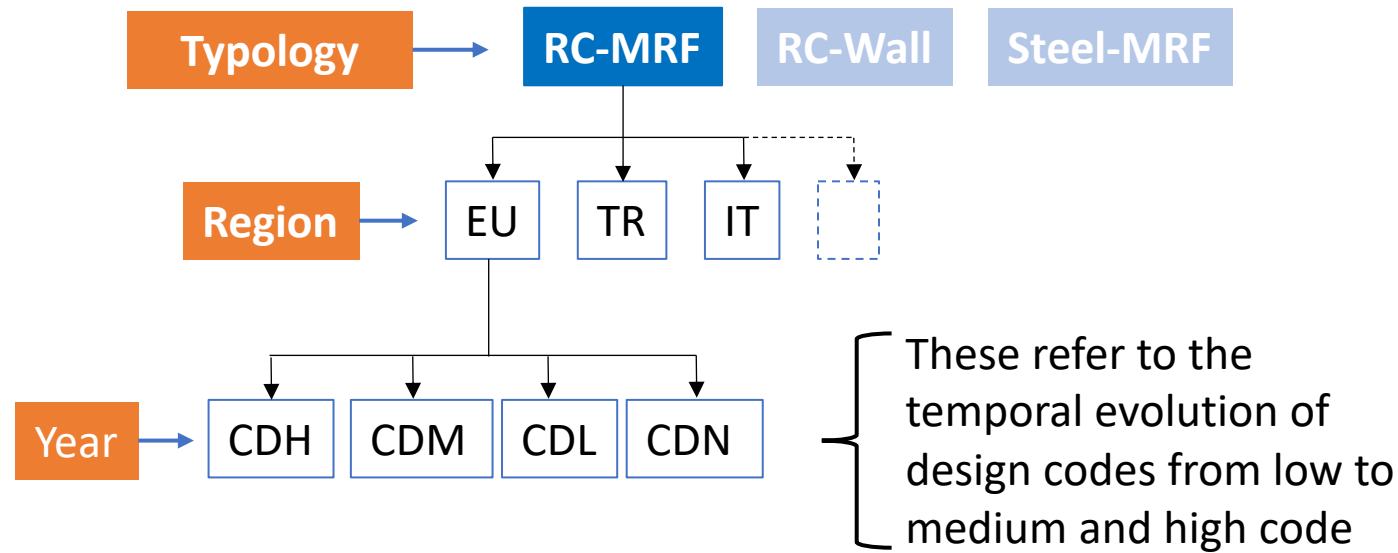 Typology
RC-MRF
RC-Wall
Steel-MRF
Region
EU
TR
IT
Year
CDH
CDM
CDL
CDN
These refer to the
temporal evolution of
design codes from low to
medium and high code